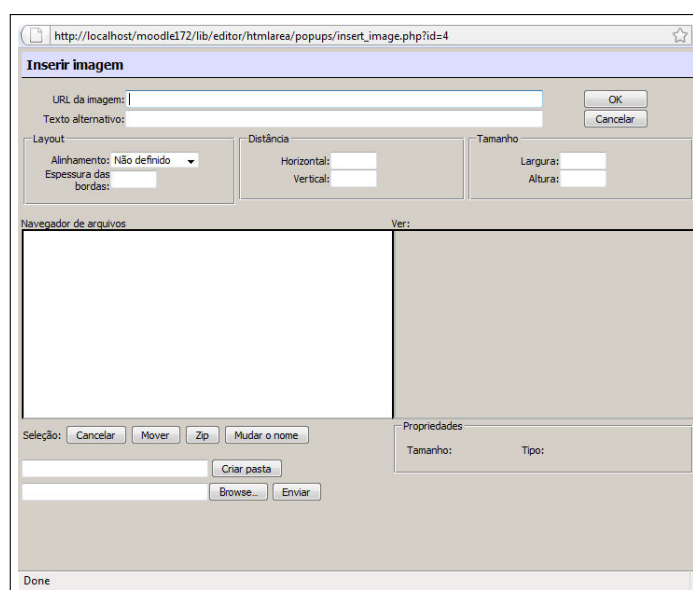 http://localhost/moodle172/lib/editor/htmlarea/popups/insert_image.php?id=4
Inserir imagem
URL da imagem:
OK
Texto alternativo:
Cancelar
Layout
Alinhamento: Não definido
Espessura das
bordas:
Distância
Horizontal:
Vertical:
Tamanho
Largura:
Altura:
Navegador de arquivos
Ver:
Seleção: Cancelar Mover Zip Mudar o nome
Propriedades
Tamanho: Tipo:
Criar pasta
Browse... Enviar
Done